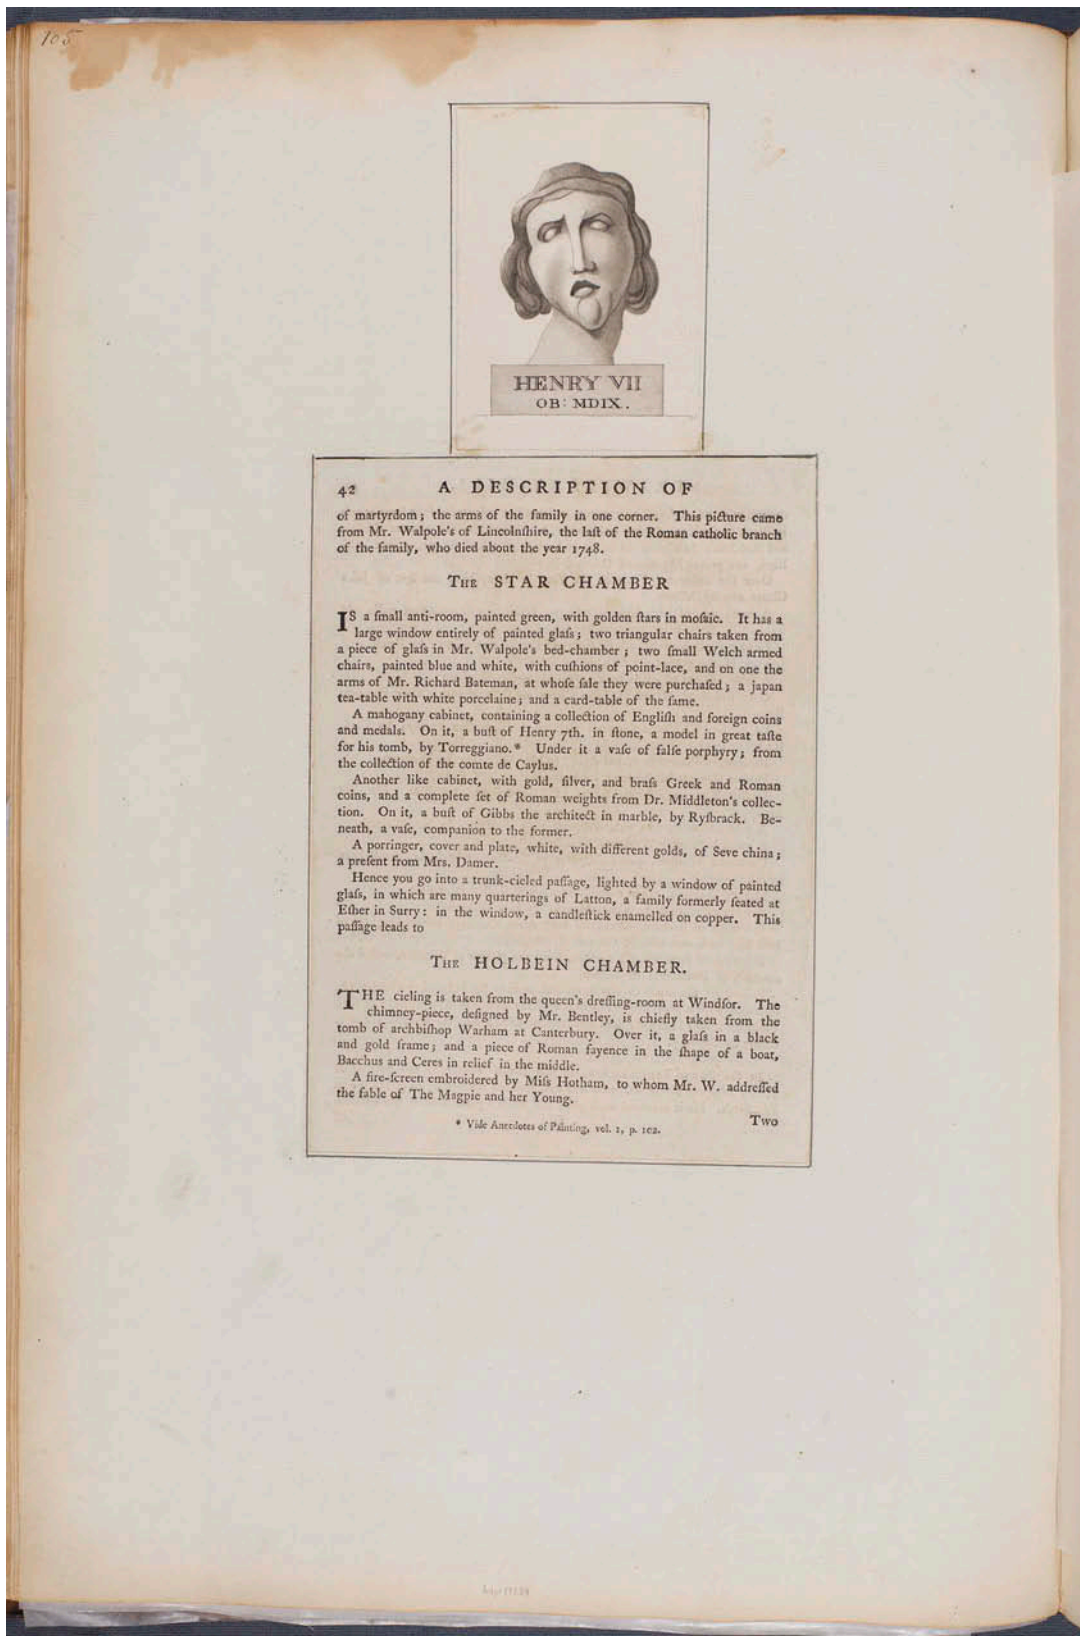 105
HENRY VII
OB: MDIX.
42 A DESCRIPTION OF
of martyrdom; the arms of the family in one corner. This picture came
from Mr. Walpole's of Lincolnſhire, the laſt of the Roman catholic branch
of the family, who died about the year 1748.
THE STAR CHAMBER
IS a ſmall anti-room, painted green, with golden ſtars in moſaic. It has a
large window entirely of painted glaſs; two triangular chairs taken from
a piece of glaſs in Mr. Walpole's bed-chamber; two ſmall Welch armed
chairs, painted blue and white, with cuſhions of point-lace, and on one the
arms of Mr. Richard Bateman, at whoſe ſale they were purchaſed; a japan
tea-table with white porcelaine; and a card-table of the ſame.
A mahogany cabinet, containing a collection of Engliſh and foreign coins
and medals. On it, a buſt of Henry 7th. in ſtone, a model in great taſte
for his tomb, by Torreggiano.* Under it a vaſe of falſe porphyry; from
the collection of the comte de Caylus.
Another like cabinet, with gold, ſilver, and braſs Greek and Roman
coins, and a complete ſet of Roman weights from Dr. Middleton's collec-
tion. On it, a buſt of Gibbs the architect in marble, by Ryſbrack. Be-
neath, a vaſe, companion to the former.
A porringer, cover and plate, white, with different golds, of Seve china;
a preſent from Mrs. Damer.
Hence you go into a trunk-cieled paſſage, lighted by a window of painted
glaſs, in which are many quarterings of Latton, a family formerly ſeated at
Eſher in Surry: in the window, a candleſtick enamelled on copper. This
paſſage leads to
THE HOLBEIN CHAMBER.
THE cieling is taken from the queen's dreſſing-room at Windſor. The
chimney-piece, deſigned by Mr. Bentley, is chiefly taken from the
tomb of archbiſhop Warham at Canterbury. Over it, a glaſs in a black
and gold frame; and a piece of Roman fayence in the ſhape of a boat,
Bacchus and Ceres in relief in the middle.
A fire-ſcreen embroidered by Miſs Hotham, to whom Mr. W. addreſſed
the fable of The Magpie and her Young.
* Vide Anecdotes of Painting, vol. 1, p. 102.
Two